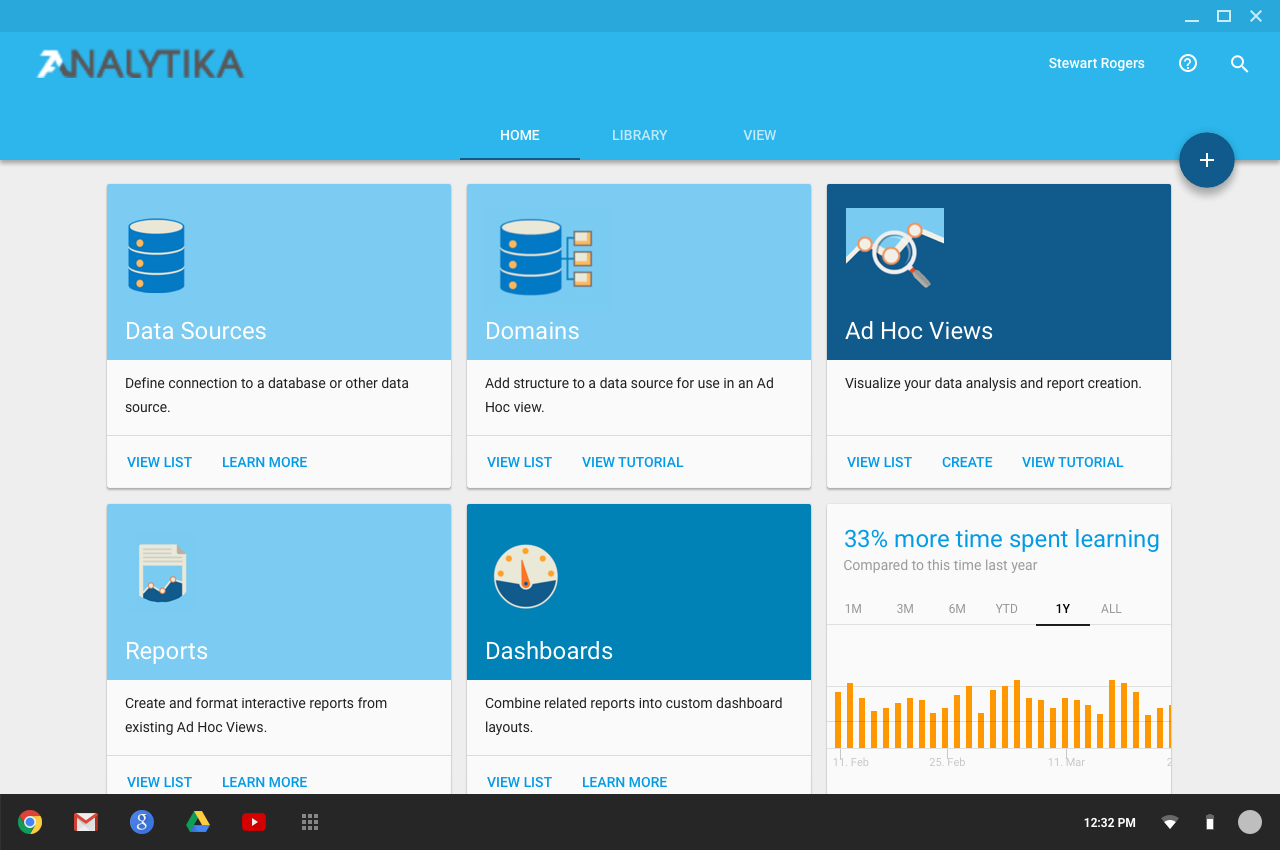 ANALYTIKA
Stewart Rogers
HOME LIBRARY VIEW
Data Sources
Define connection to a database or other data
source.
VIEW LIST LEARN MORE
Domains
Add structure to a data source for use in an Ad
Hoc view.
VIEW LIST VIEW TUTORIAL
Ad Hoc Views
Visualize your data analysis and report creation.
VIEW LIST CREATE VIEW TUTORIAL
Reports
Create and format interactive reports from
existing Ad Hoc Views.
VIEW LIST LEARN MORE
Dashboards
Combine related reports into custom dashboard
layouts.
VIEW LIST LEARN MORE
33% more time spent learning
Compared to this time last year
1M 3M 6M YTD 1Y ALL
11. Feb 25. Feb 11. Mar 2
12:32 PM